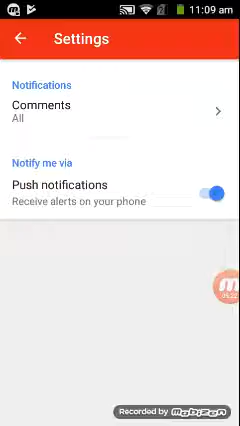 11:09 am
Settings
Notifications
Comments
All
Notify me via
Push notifications
Receive alerts on your phone
Recorded by mobizen